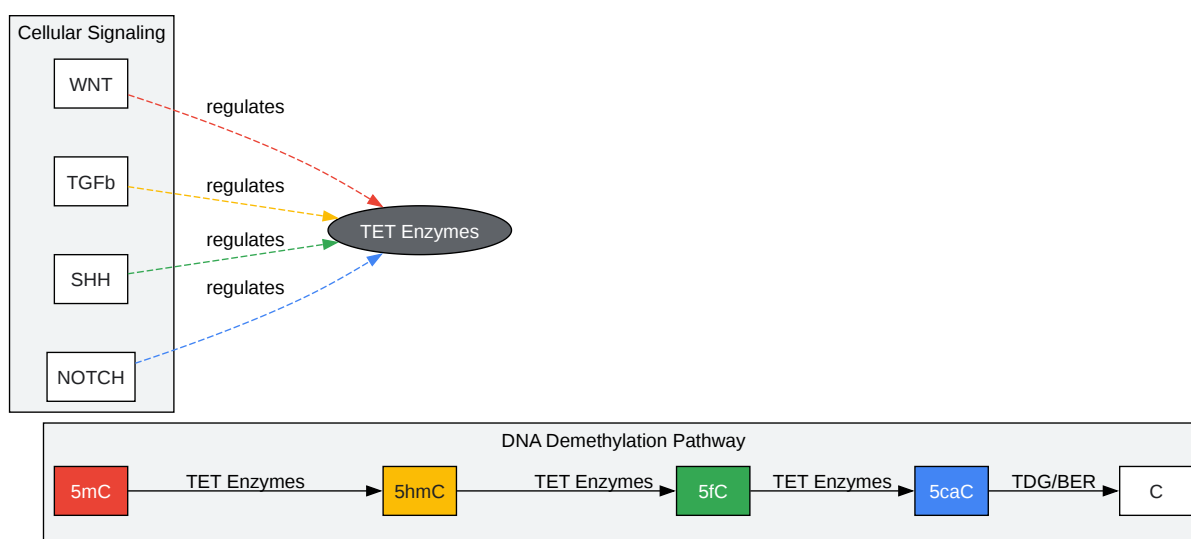 Cellular Signaling
WNT
regulates
TGFb
regulates
TET Enzymes
regulates
SHH
regulates
NOTCH
DNA Demethylation Pathway
5mC
TET Enzymes
5hmC
TET Enzymes
5fC
TET Enzymes
5caC
TDG/BER
C